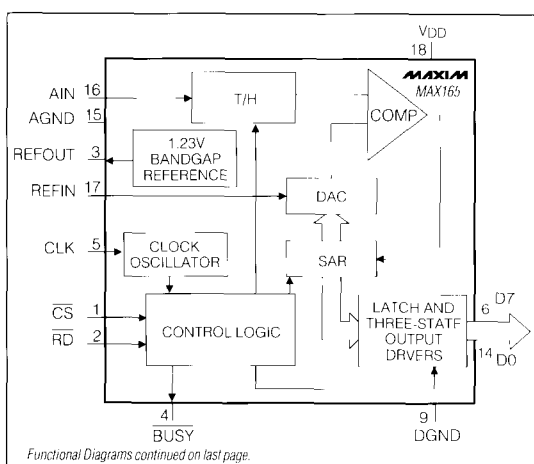 VDD
18
MAXIM
MAX165
AIN 16
T/H
COMP
AGND 15
REFOUT 3
1.23V
BANDGAP
REFERENCE
REFIN 17
DAC
CLK 5
CLOCK
OSCILLATOR
SAR
CS 1
RD 2
CONTROL LOGIC
LATCH AND
THREE-STATE
OUTPUT
DRVERS
6 D7
14 D0
4
BUSY
9
DGND
Functional Diagrams continued on last page.